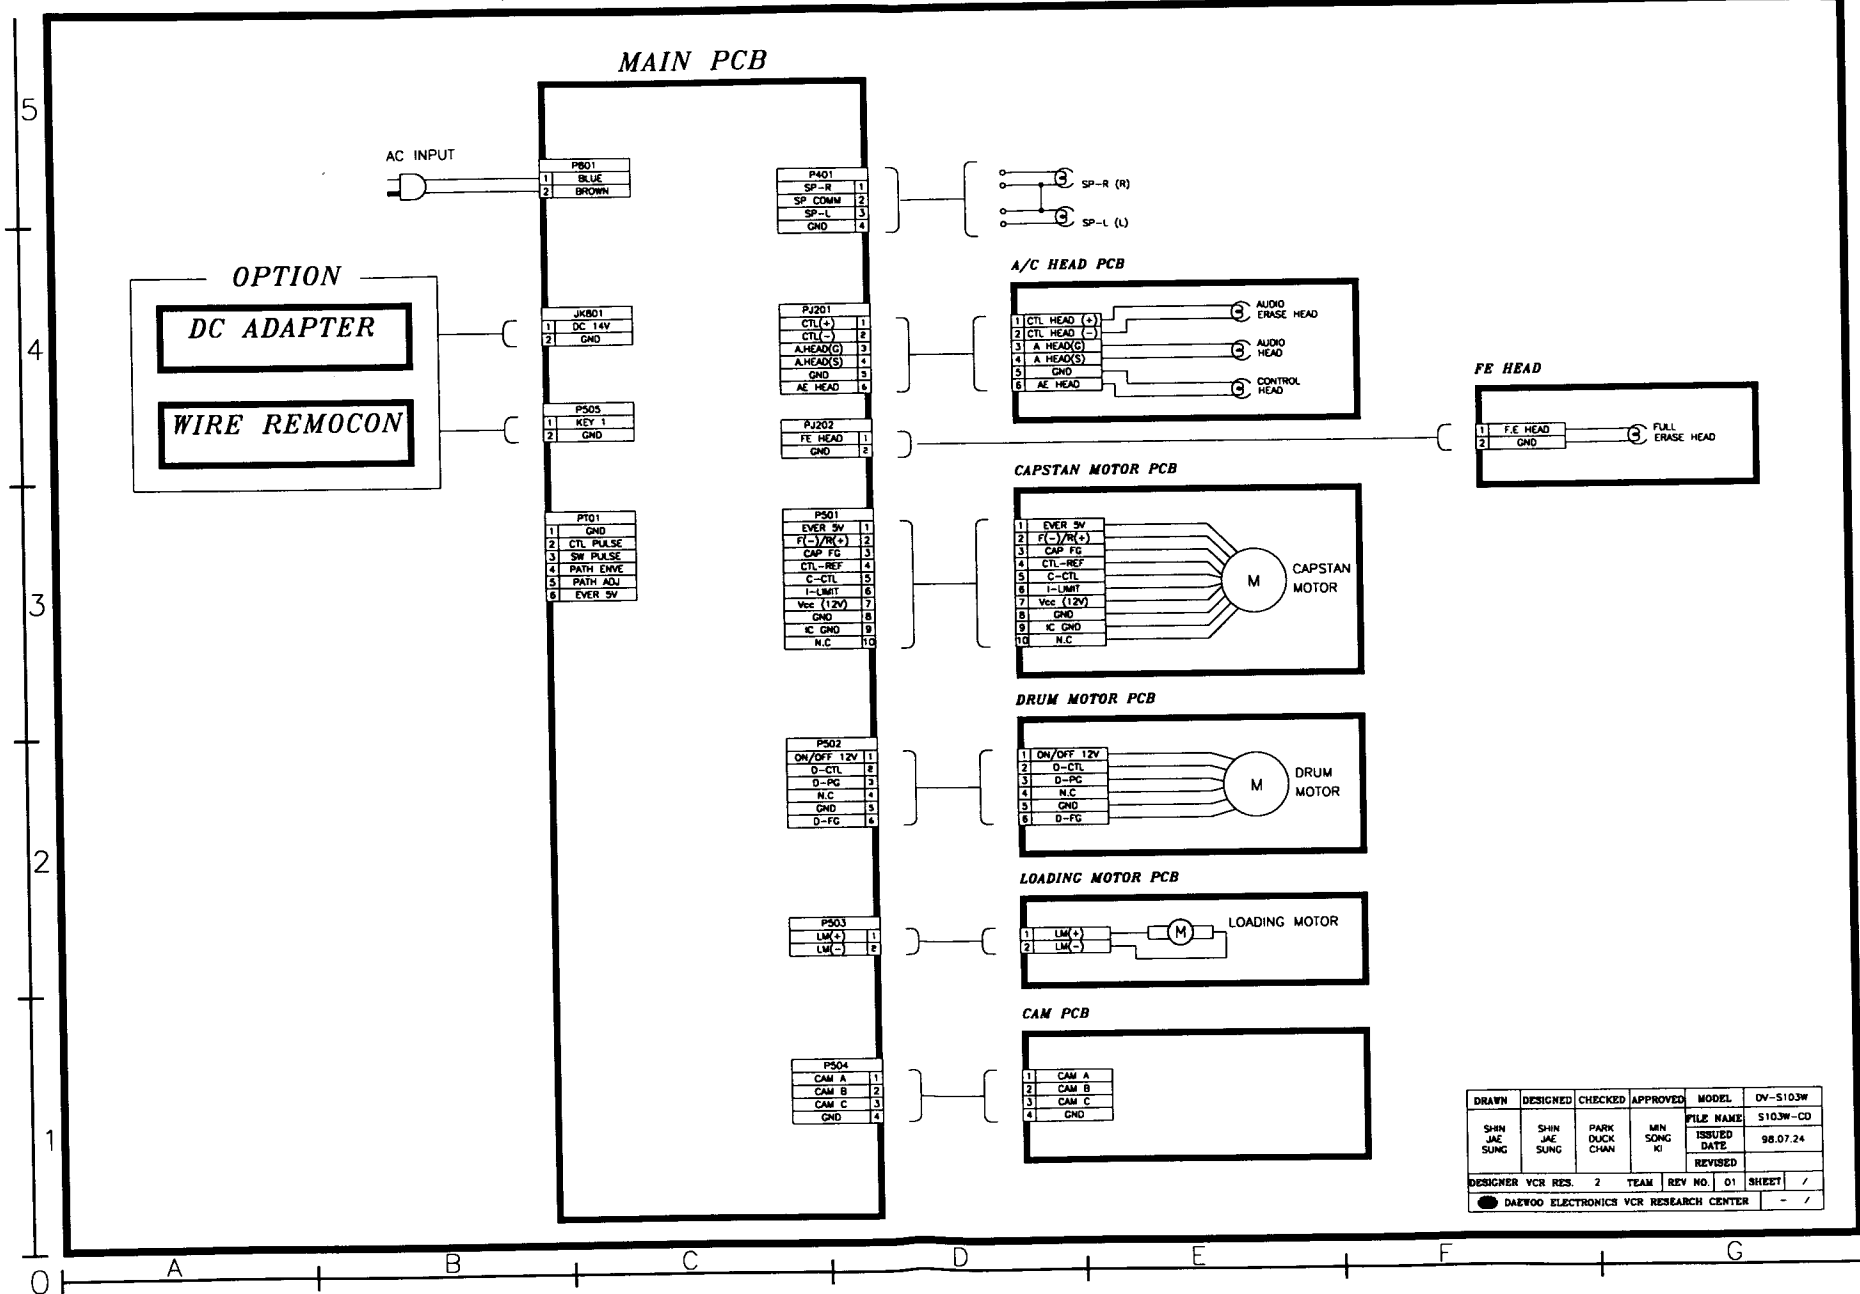 MAIN PCB
AC INPUT
P801
1 BLUE
2 BROWN
OPTION
DC ADAPTER
WIRE REMOCON
JK801
1 DC 14V
2 GND
P505
1 KEY 1
2 GND
PT01
1 GND
2 CTL PULSE
3 SW PULSE
4 PATH ENVE
5 PATH ADJ
6 EVER 5V
P401
SP-R 1
SP COMM 2
SP-L 3
GND 4
SP-R (R)
SP-L (L)
PJ201
CTL(+) 1
CTL(-) 2
A.HEAD(G) 3
A.HEAD(S) 4
GND 5
AE HEAD 6
A/C HEAD PCB
1 CTL HEAD (+)
2 CTL HEAD (-)
3 A HEAD(G)
4 A HEAD(S)
5 GND
6 AE HEAD
AUDIO
ERASE HEAD
AUDIO
HEAD
CONTROL
HEAD
PJ202
FE HEAD 1
GND 2
FE HEAD
1 F.E HEAD
2 GND
FULL
ERASE HEAD
P501
EVER 5V 1
F(-)/R(+) 2
CAP FG 3
CTL-REF 4
C-CTL 5
I-LIMIT 6
Vcc (12V) 7
GND 8
IC GND 9
N.C 10
CAPSTAN MOTOR PCB
1 EVER 5V
2 F(-)/R(+)
3 CAP FG
4 CTL-REF
5 C-CTL
6 I-LIMIT
7 Vcc (12V)
8 GND
9 IC GND
10 N.C
M
CAPSTAN
MOTOR
P502
ON/OFF 12V 1
D-CTL 2
D-PG 3
N.C 4
GND 5
D-FG 6
DRUM MOTOR PCB
1 ON/OFF 12V
2 D-CTL
3 D-PG
4 N.C
5 GND
6 D-FG
M
DRUM
MOTOR
P503
LM(+) 1
LM(-) 2
LOADING MOTOR PCB
1 LM(+)
2 LM(-)
M
LOADING MOTOR
P504
CAM A 1
CAM B 2
CAM C 3
GND 4
CAM PCB
1 CAM A
2 CAM B
3 CAM C
4 GND
DRAWN DESIGNED CHECKED APPROVED MODEL DV-S103W
SHIN JAE SUNG
SHIN JAE SUNG
PARK DUCK CHAN
MIN SONG KI
FILE NAME S103W-CD
ISSUED DATE 98.07.24
REVISED
DESIGNER VCR RES. 2 TEAM REV NO. 01 SHEET /
DAEWOO ELECTRONICS VCR RESEARCH CENTER - /
5
4
3
2
1
0
A B C D E F G